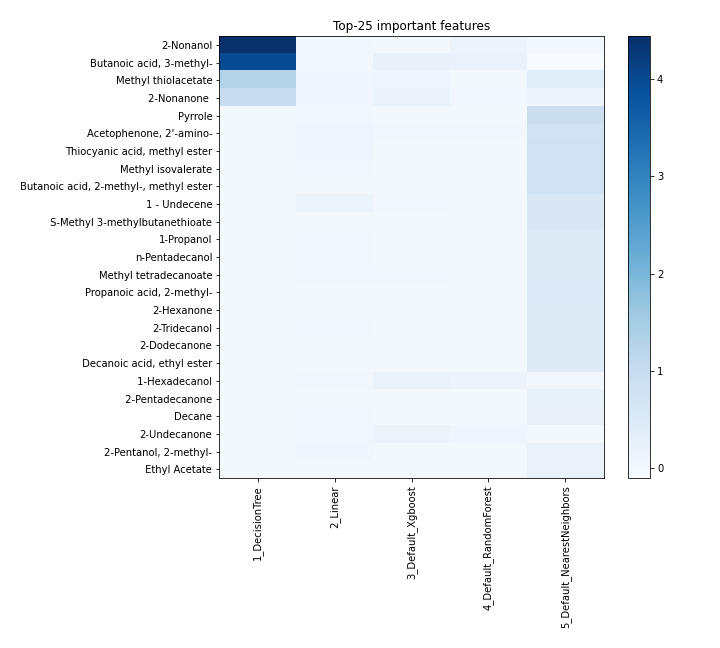 Top-25 important features
2-Nonanol
Butanoic acid, 3-methyl-
Methyl thiolacetate
2-Nonanone
Pyrrole
Acetophenone, 2'-amino-
Thiocyanic acid, methyl ester
Methyl isovalerate
Butanoic acid, 2-methyl-, methyl ester
1 - Undecene
S-Methyl 3-methylbutanethioate
1-Propanol
n-Pentadecanol
Methyl tetradecanoate
Propanoic acid, 2-methyl-
2-Hexanone
2-Tridecanol
2-Dodecanone
Decanoic acid, ethyl ester
1-Hexadecanol
2-Pentadecanone
Decane
2-Undecanone
2-Pentanol, 2-methyl-
Ethyl Acetate
1_DecisionTree
2_Linear
3_Default_Xgboost
4_Default_RandomForest
5_Default_NearestNeighbors
4
3
2
1
0